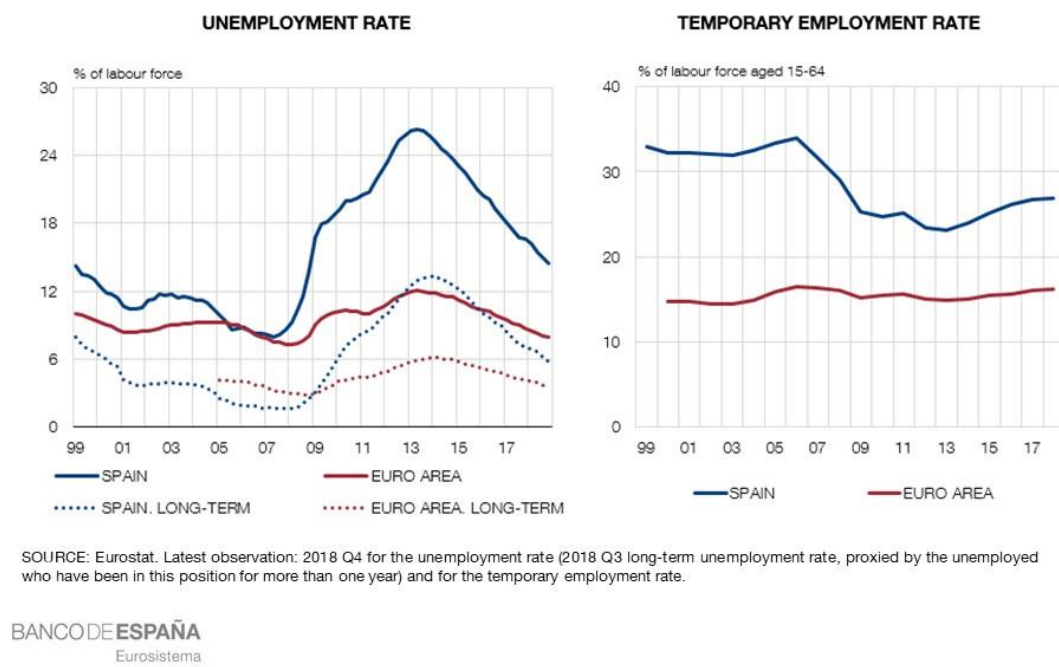 UNEMPLOYMENT RATE
% of labour force
30
24
18
12
6
0
99 01 03 05 07 09 11 13 15 17
SPAIN EURO AREA
SPAIN. LONG-TERM EURO AREA. LONG-TERM
TEMPORARY EMPLOYMENT RATE
% of labour force aged 15-64
40
30
20
10
0
99 01 03 05 07 09 11 13 15 17
SPAIN EURO AREA
SOURCE: Eurostat. Latest observation: 2018 Q4 for the unemployment rate (2018 Q3 long-term unemployment rate, proxied by the unemployed
who have been in this position for more than one year) and for the temporary employment rate.
BANCO DE ESPAÑA
Eurosistema